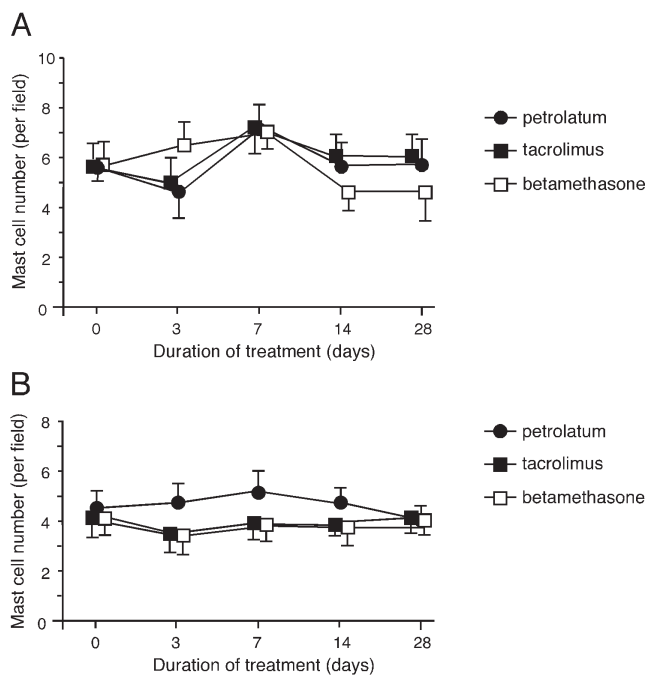 A
Mast cell number (per field)
10
8
6
4
2
0
0 3 7 14 28
Duration of treatment (days)
petrolatum
tacrolimus
betamethasone
B
Mast cell number (per field)
8
6
4
2
0
0 3 7 14 28
Duration of treatment (days)
petrolatum
tacrolimus
betamethasone